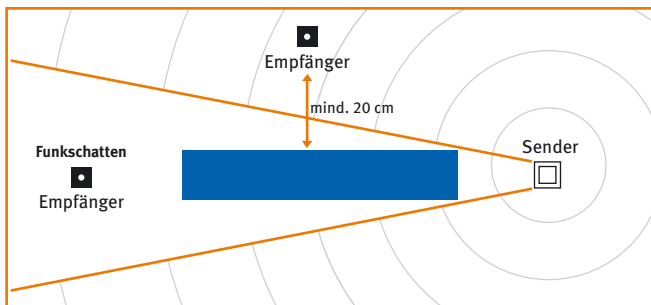 Empfänger
mind. 20 cm
Sender
Funkschatten
Empfänger